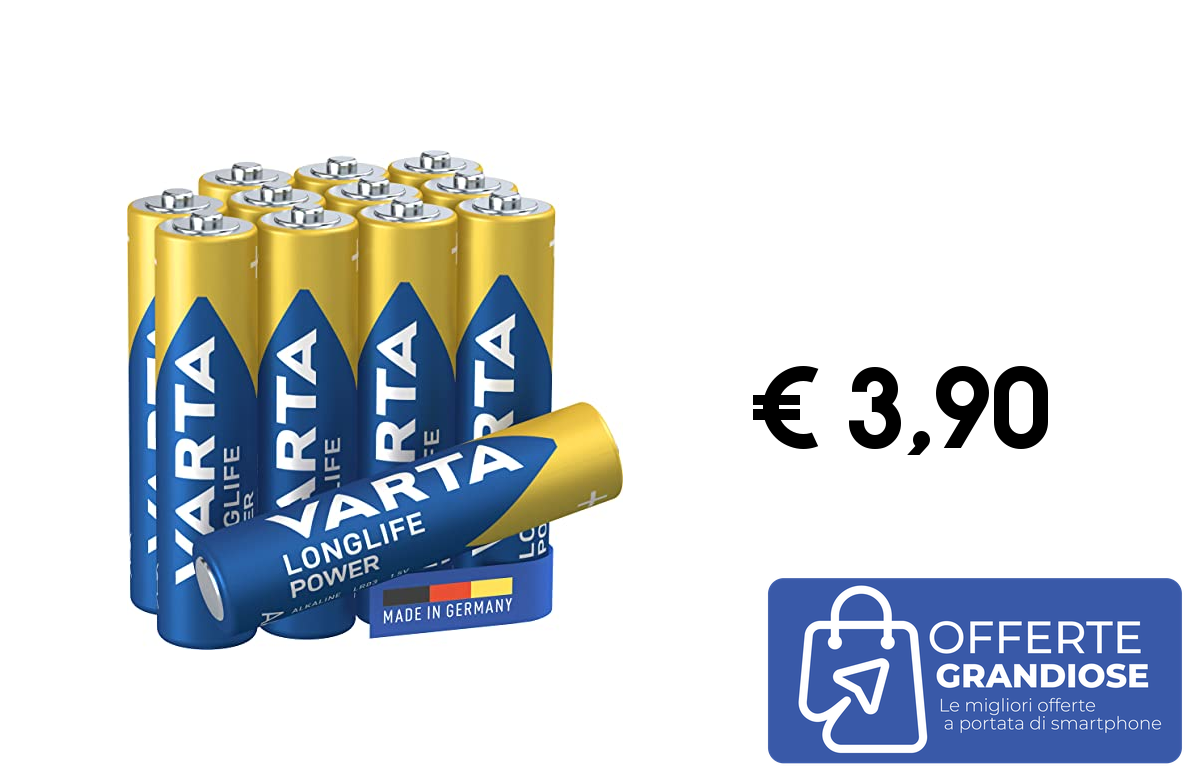 VARTA
VARTA
LONGLIFE
VARTA
VARTA
VARTA
LONGLIFE
POWER
ALKALINE LR03 1.5V
MADE IN GERMANY
€ 3,90
OFFERTE
GRANDIOSE
Le migliori offerte
a portata di smartphone